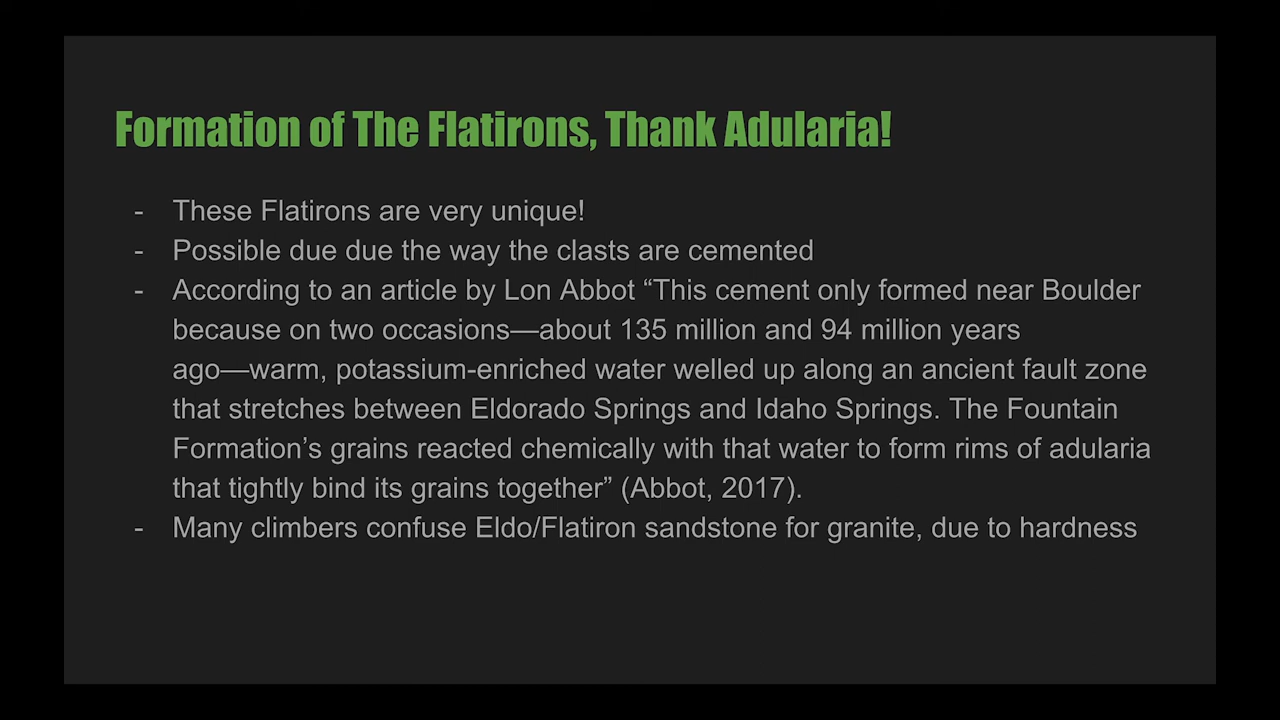 Formation of The Flatirons, Thank Adularia!
- These Flatirons are very unique!
- Possible due due the way the clasts are cemented
- According to an article by Lon Abbot “This cement only formed near Boulder
because on two occasions—about 135 million and 94 million years
ago—warm, potassium-enriched water welled up along an ancient fault zone
that stretches between Eldorado Springs and Idaho Springs. The Fountain
Formation’s grains reacted chemically with that water to form rims of adularia
that tightly bind its grains together” (Abbot, 2017).
- Many climbers confuse Eldo/Flatiron sandstone for granite, due to hardness